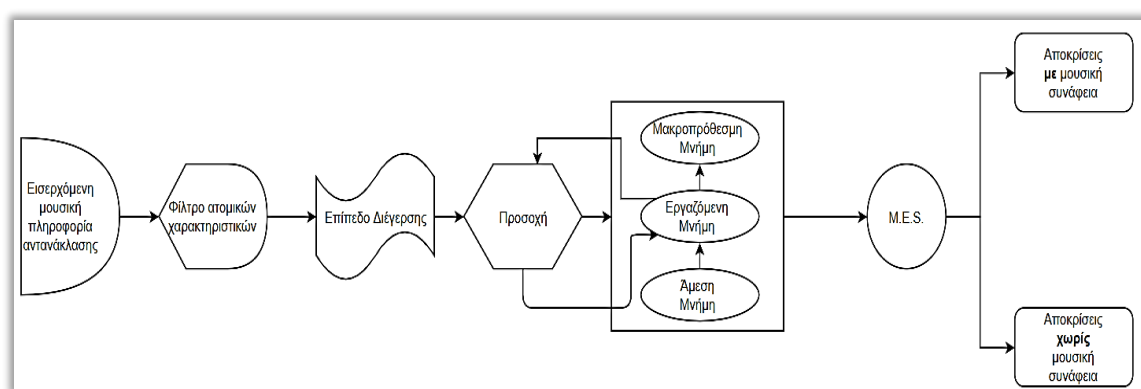 Εισερχόμενη
μουσική
πληροφορία
αντανάκλασης
Φίλτρο ατομικών
χαρακτηριστικών
Επίπεδο Διέγερσης
Προσοχή
Μακροπρόθεσμη
Μνήμη
Εργαζόμενη
Μνήμη
Άμεση
Μνήμη
M.E.S.
Αποκρίσεις
με μουσική
συνάφεια
Αποκρίσεις
χωρίς
μουσική
συνάφεια